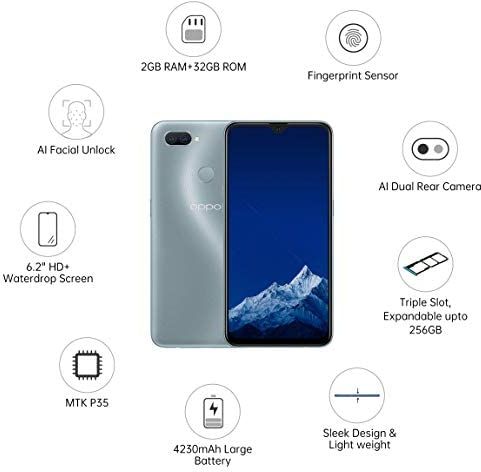 2GB RAM+32GB ROM
Fingerprint Sensor
AI Facial Unlock
AI Dual Rear Camera
oppo
6.2" HD+
Waterdrop Screen
Triple Slot,
Expandable upto
256GB
MTK P35
4230mAh Large
Battery
Sleek Design &
Light weight